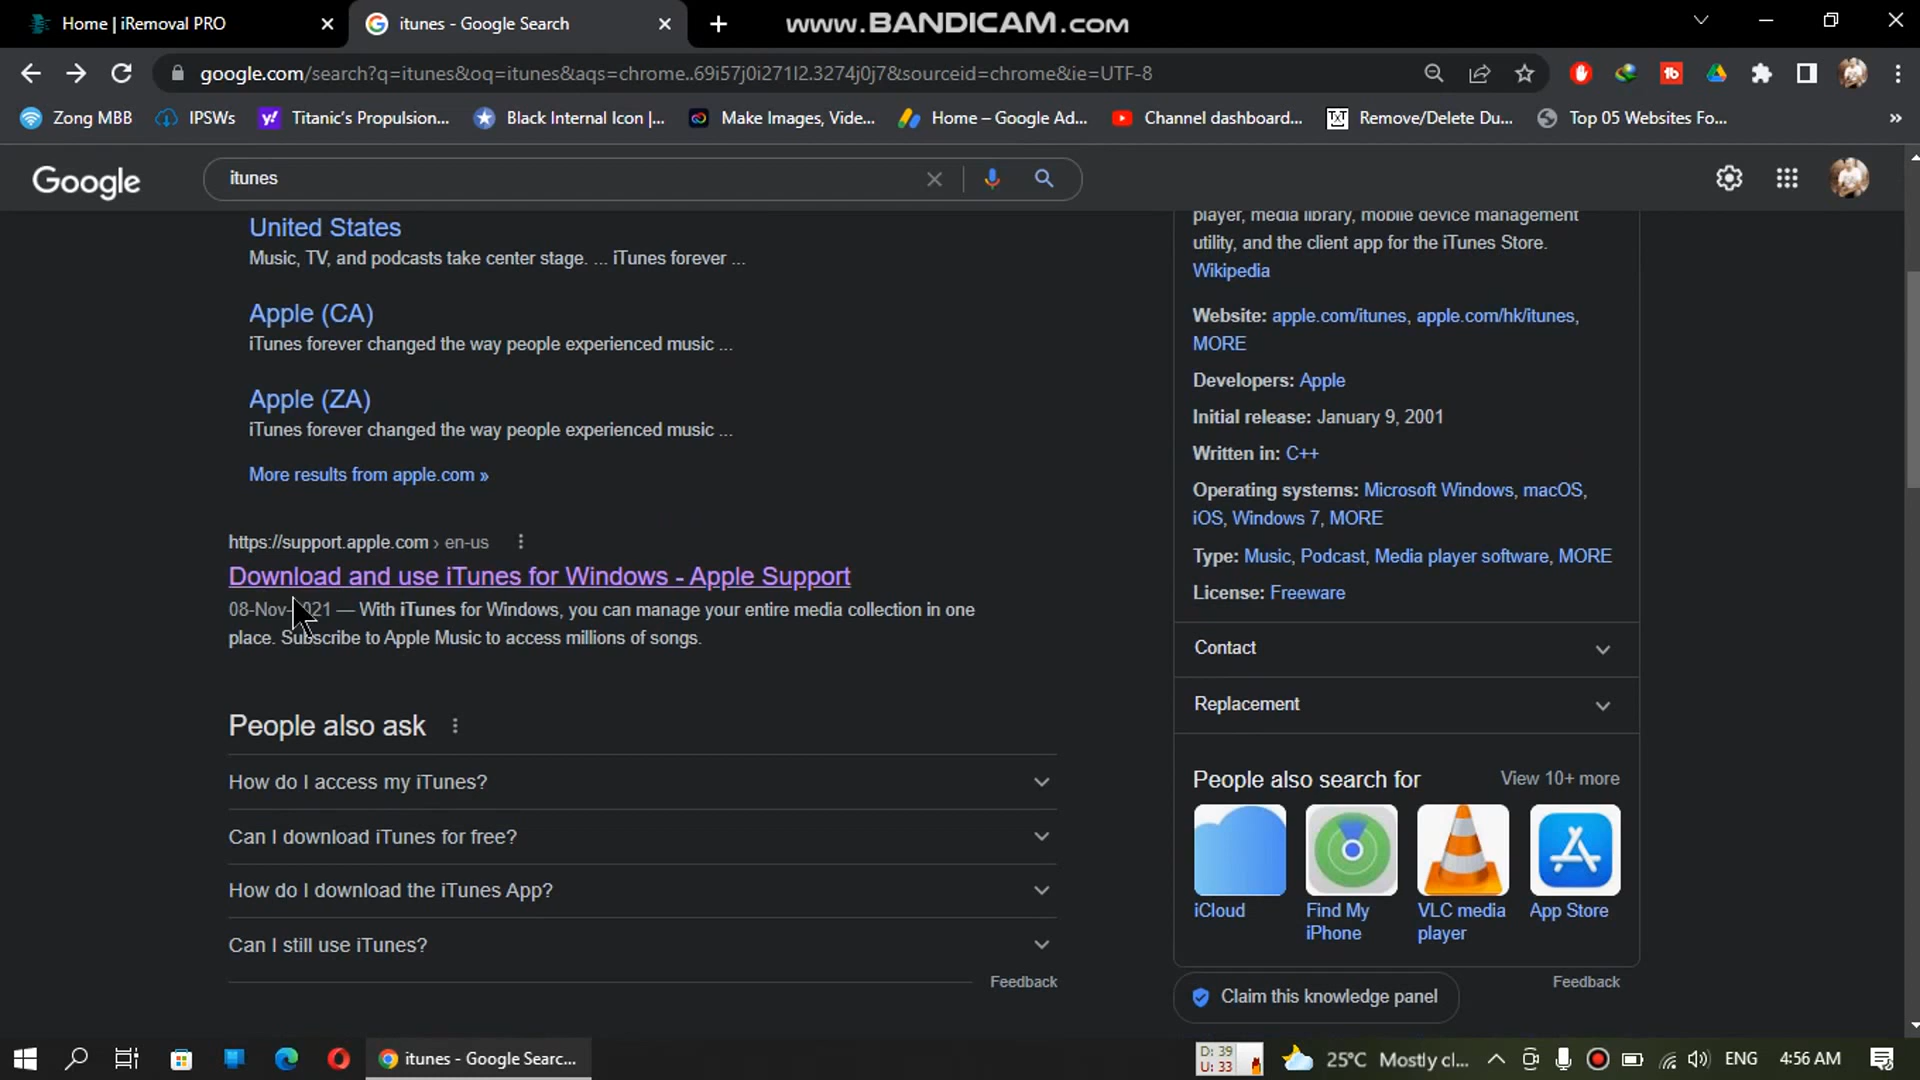 Home | iRemoval PRO
itunes - Google Search
www.BANDICAM.com
google.com/search?q=itunes&oq=itunes&aqs=chrome..69i57j0i271l2.3274j0j7&sourceid=chrome&ie=UTF-8
Zong MBB
IPSWs
Titanic's Propulsion...
Black Internal Icon |...
Make Images, Vide...
Home – Google Ad...
Channel dashboard...
TXT
Remove/Delete Du...
Top 05 Websites Fo...
»
Google
itunes
United States
Music, TV, and podcasts take center stage. ... iTunes forever ...
Apple (CA)
iTunes forever changed the way people experienced music ...
Apple (ZA)
iTunes forever changed the way people experienced music ...
More results from apple.com »
https://support.apple.com › en-us
Download and use iTunes for Windows - Apple Support
08-Nov-2021 — With iTunes for Windows, you can manage your entire media collection in one
place. Subscribe to Apple Music to access millions of songs.
People also ask
How do I access my iTunes?
Can I download iTunes for free?
How do I download the iTunes App?
Can I still use iTunes?
Feedback
player, media library, mobile device management
utility, and the client app for the iTunes Store.
Wikipedia
Website: apple.com/itunes, apple.com/hk/itunes,
MORE
Developers: Apple
Initial release: January 9, 2001
Written in: C++
Operating systems: Microsoft Windows, macOS,
iOS, Windows 7, MORE
Type: Music, Podcast, Media player software, MORE
License: Freeware
Contact
Replacement
People also search for
View 10+ more
iCloud
Find My
iPhone
VLC media
player
App Store
Feedback
Claim this knowledge panel
itunes - Google Searc...
D: 39
U: 33
25°C Mostly cl...
ENG
4:56 AM